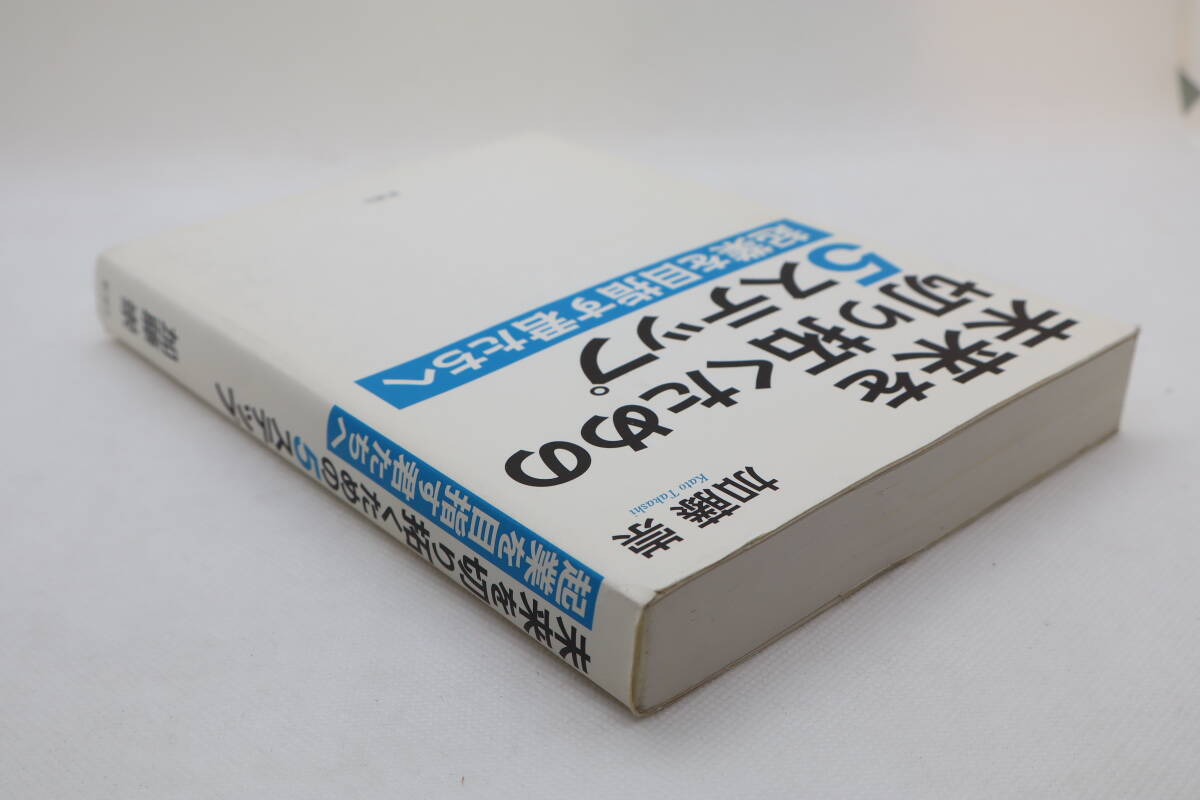 未来を
切り拓くための
5ステップ
起業を目指す君たちへ
加藤崇
Kato Takashi
未来を切り拓くための5ステップ
起業を目指す君たちへ
加藤崇